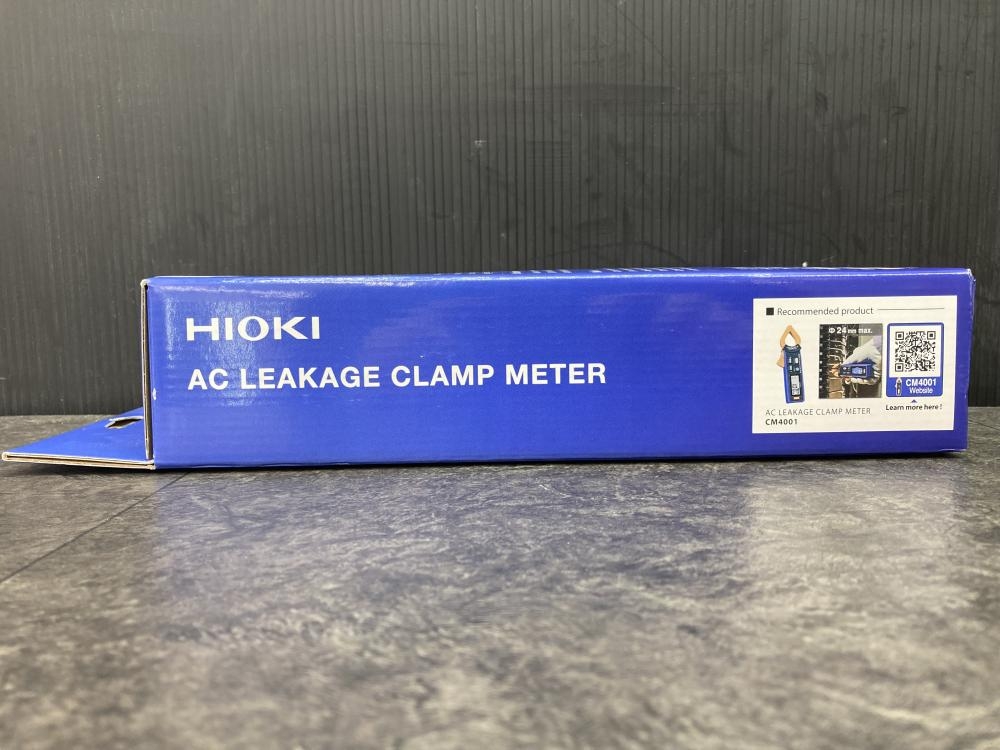 HIOKI
AC LEAKAGE CLAMP METER
■ Recommended product
Φ 24 mm max.
CM4001
Website
AC LEAKAGE CLAMP METER
CM4001
Learn more here !